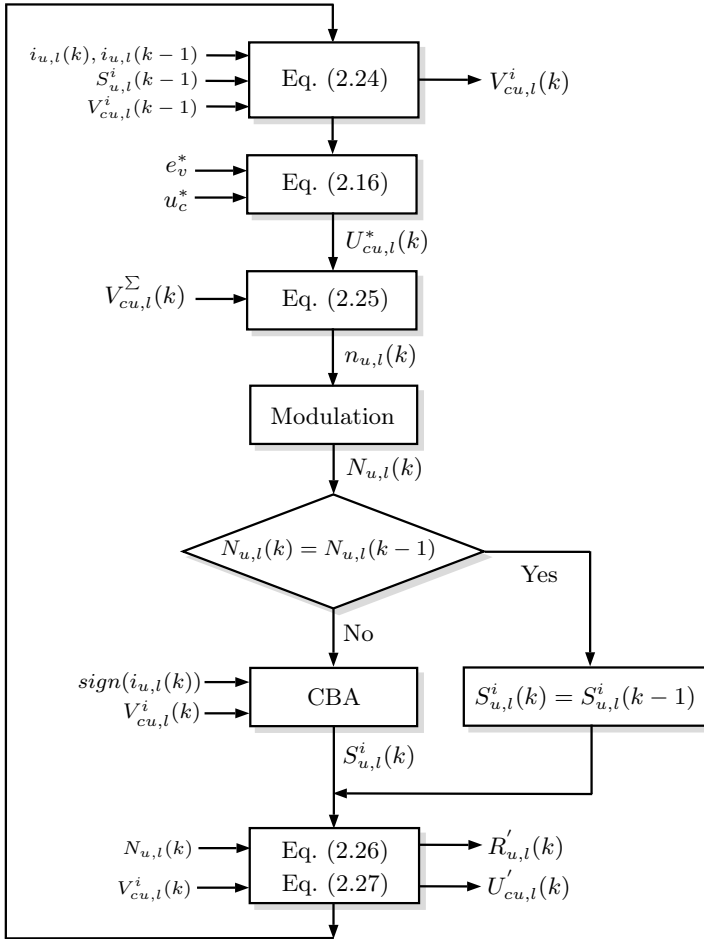 i_{u,l}(k), i_{u,l}(k − 1)
S^i_{u,l}(k−1)
V^i_{cu,l}(k−1)
Eq. (2.24)
V^i_{cu,l}(k)
e^*_v
u^*_c
Eq. (2.16)
U^*_{cu,l}(k)
V^Σ_{cu,l}(k)
Eq. (2.25)
n_{u,l}(k)
Modulation
N_{u,l}(k)
N_{u,l}(k) = N_{u,l}(k−1)
Yes
No
sign(i_{u,l}(k))
V^i_{cu,l}(k)
CBA
S^i_{u,l}(k) = S^i_{u,l}(k−1)
S^i_{u,l}(k)
N_{u,l}(k)
V^i_{cu,l}(k)
Eq. (2.26)
Eq. (2.27)
R^′_{u,l}(k)
U^′_{cu,l}(k)